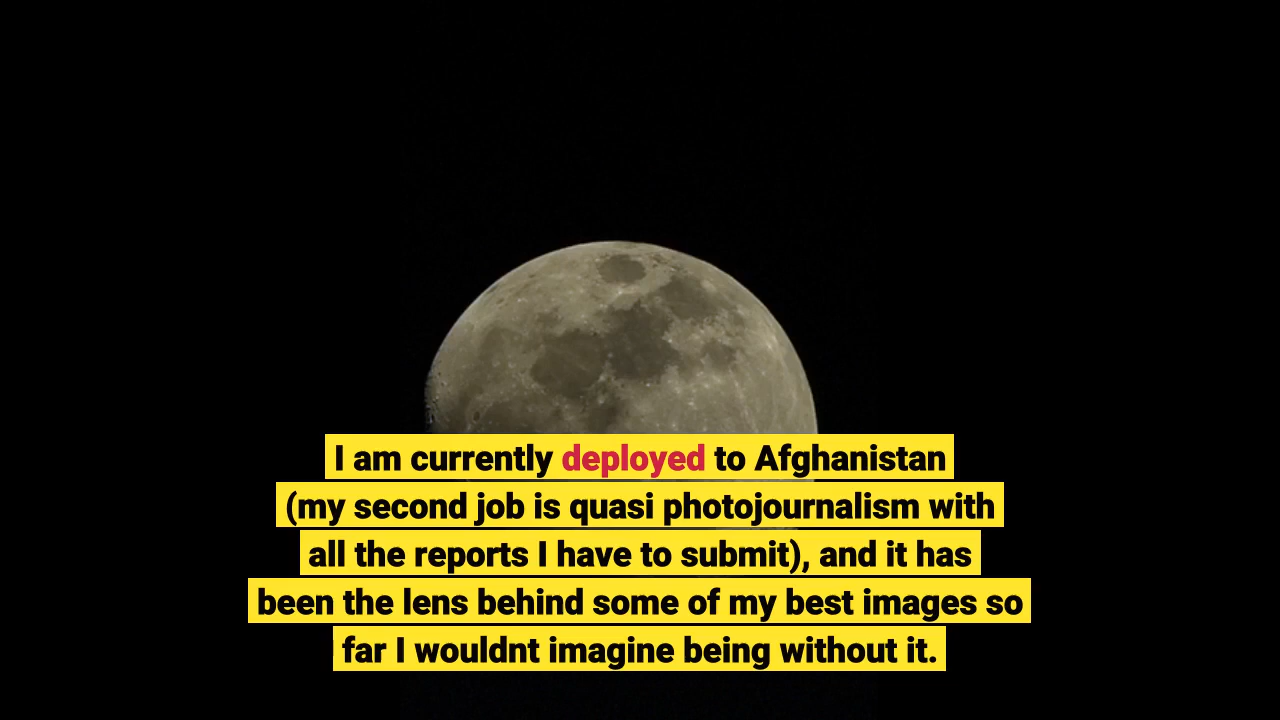 I am currently deployed to Afghanistan
(my second job is quasi photojournalism with
all the reports I have to submit), and it has
been the lens behind some of my best images so
far I wouldnt imagine being without it.